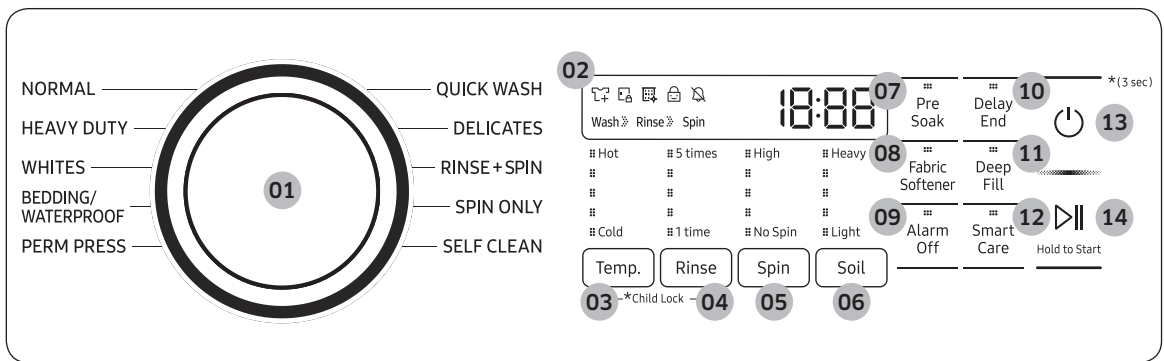 NORMAL
HEAVY DUTY
WHITES
BEDDING/
WATERPROOF
PERM PRESS
01
QUICK WASH
DELICATES
RINSE+SPIN
SPIN ONLY
SELF CLEAN
02
18:88
Wash Rinse Spin
Hot 5 times High Heavy
Cold 1 time No Spin Light
Temp. Rinse Spin Soil
03 *Child Lock 04 05 06
07 Pre
Soak
08 Fabric
Softener
09 Alarm
Off
Delay 10
End
11
Deep
Fill
Smart 12
Care
*(3 sec)
13
14
Hold to Start